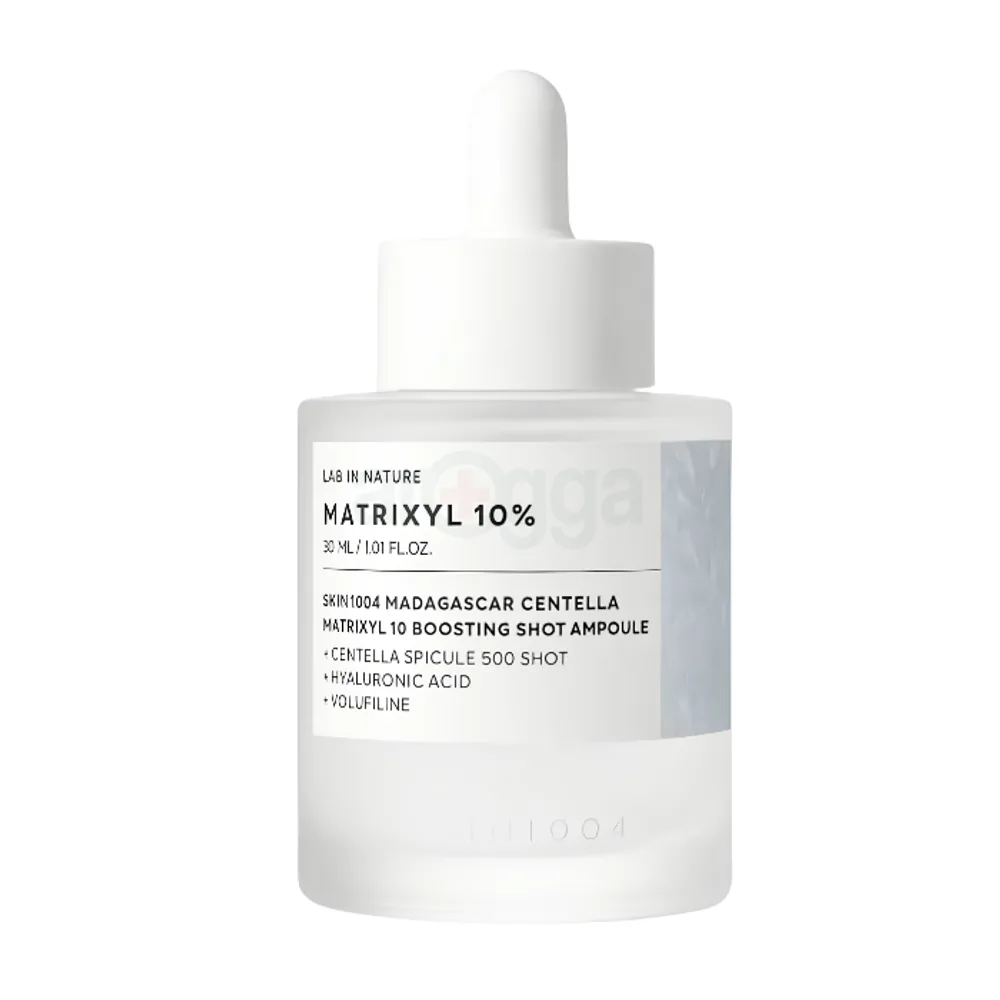 LAB IN NATURE
MATRIXYL 10%
30 ML / 1.01 FL.OZ.
SKIN1004 MADAGASCAR CENTELLA
MATRIXYL 10 BOOSTING SHOT AMPOULE
+ CENTELLA SPICULE 500 SHOT
+ HYALURONIC ACID
+ VOLUFILINE